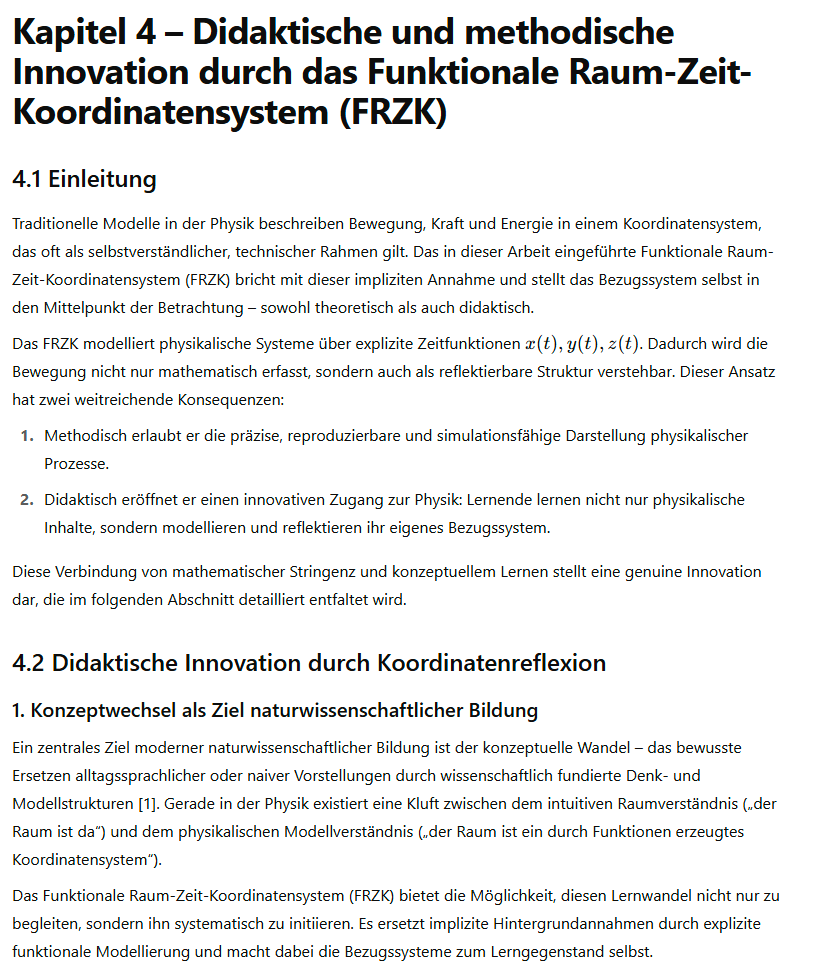 Kapitel 4 – Didaktische und methodische
Innovation durch das Funktionale Raum-Zeit-
Koordinatensystem (FRZK)
4.1 Einleitung
Traditionelle Modelle in der Physik beschreiben Bewegung, Kraft und Energie in einem Koordinatensystem,
das oft als selbstverständlicher, technischer Rahmen gilt. Das in dieser Arbeit eingeführte Funktionale Raum-
Zeit-Koordinatensystem (FRZK) bricht mit dieser impliziten Annahme und stellt das Bezugssystem selbst in
den Mittelpunkt der Betrachtung – sowohl theoretisch als auch didaktisch.
Das FRZK modelliert physikalische Systeme über explizite Zeitfunktionen x(t), y(t), z(t). Dadurch wird die
Bewegung nicht nur mathematisch erfasst, sondern auch als reflektierbare Struktur verstehbar. Dieser Ansatz
hat zwei weitreichende Konsequenzen:
1. Methodisch erlaubt er die präzise, reproduzierbare und simulationsfähige Darstellung physikalischer
Prozesse.
2. Didaktisch eröffnet er einen innovativen Zugang zur Physik: Lernende lernen nicht nur physikalische
Inhalte, sondern modellieren und reflektieren ihr eigenes Bezugssystem.
Diese Verbindung von mathematischer Stringenz und konzeptuellem Lernen stellt eine genuine Innovation
dar, die im folgenden Abschnitt detailliert entfaltet wird.
4.2 Didaktische Innovation durch Koordinatenreflexion
1. Konzeptwechsel als Ziel naturwissenschaftlicher Bildung
Ein zentrales Ziel moderner naturwissenschaftlicher Bildung ist der konzeptuelle Wandel – das bewusste
Ersetzen alltagssprachlicher oder naiver Vorstellungen durch wissenschaftlich fundierte Denk- und
Modellstrukturen [1]. Gerade in der Physik existiert eine Kluft zwischen dem intuitiven Raumverständnis („der
Raum ist da“) und dem physikalischen Modellverständnis („der Raum ist ein durch Funktionen erzeugtes
Koordinatensystem“).
Das Funktionale Raum-Zeit-Koordinatensystem (FRZK) bietet die Möglichkeit, diesen Lernwandel nicht nur zu
begleiten, sondern ihn systematisch zu initiieren. Es ersetzt implizite Hintergrundannahmen durch explizite
funktionale Modellierung und macht dabei die Bezugssysteme zum Lerngegenstand selbst.